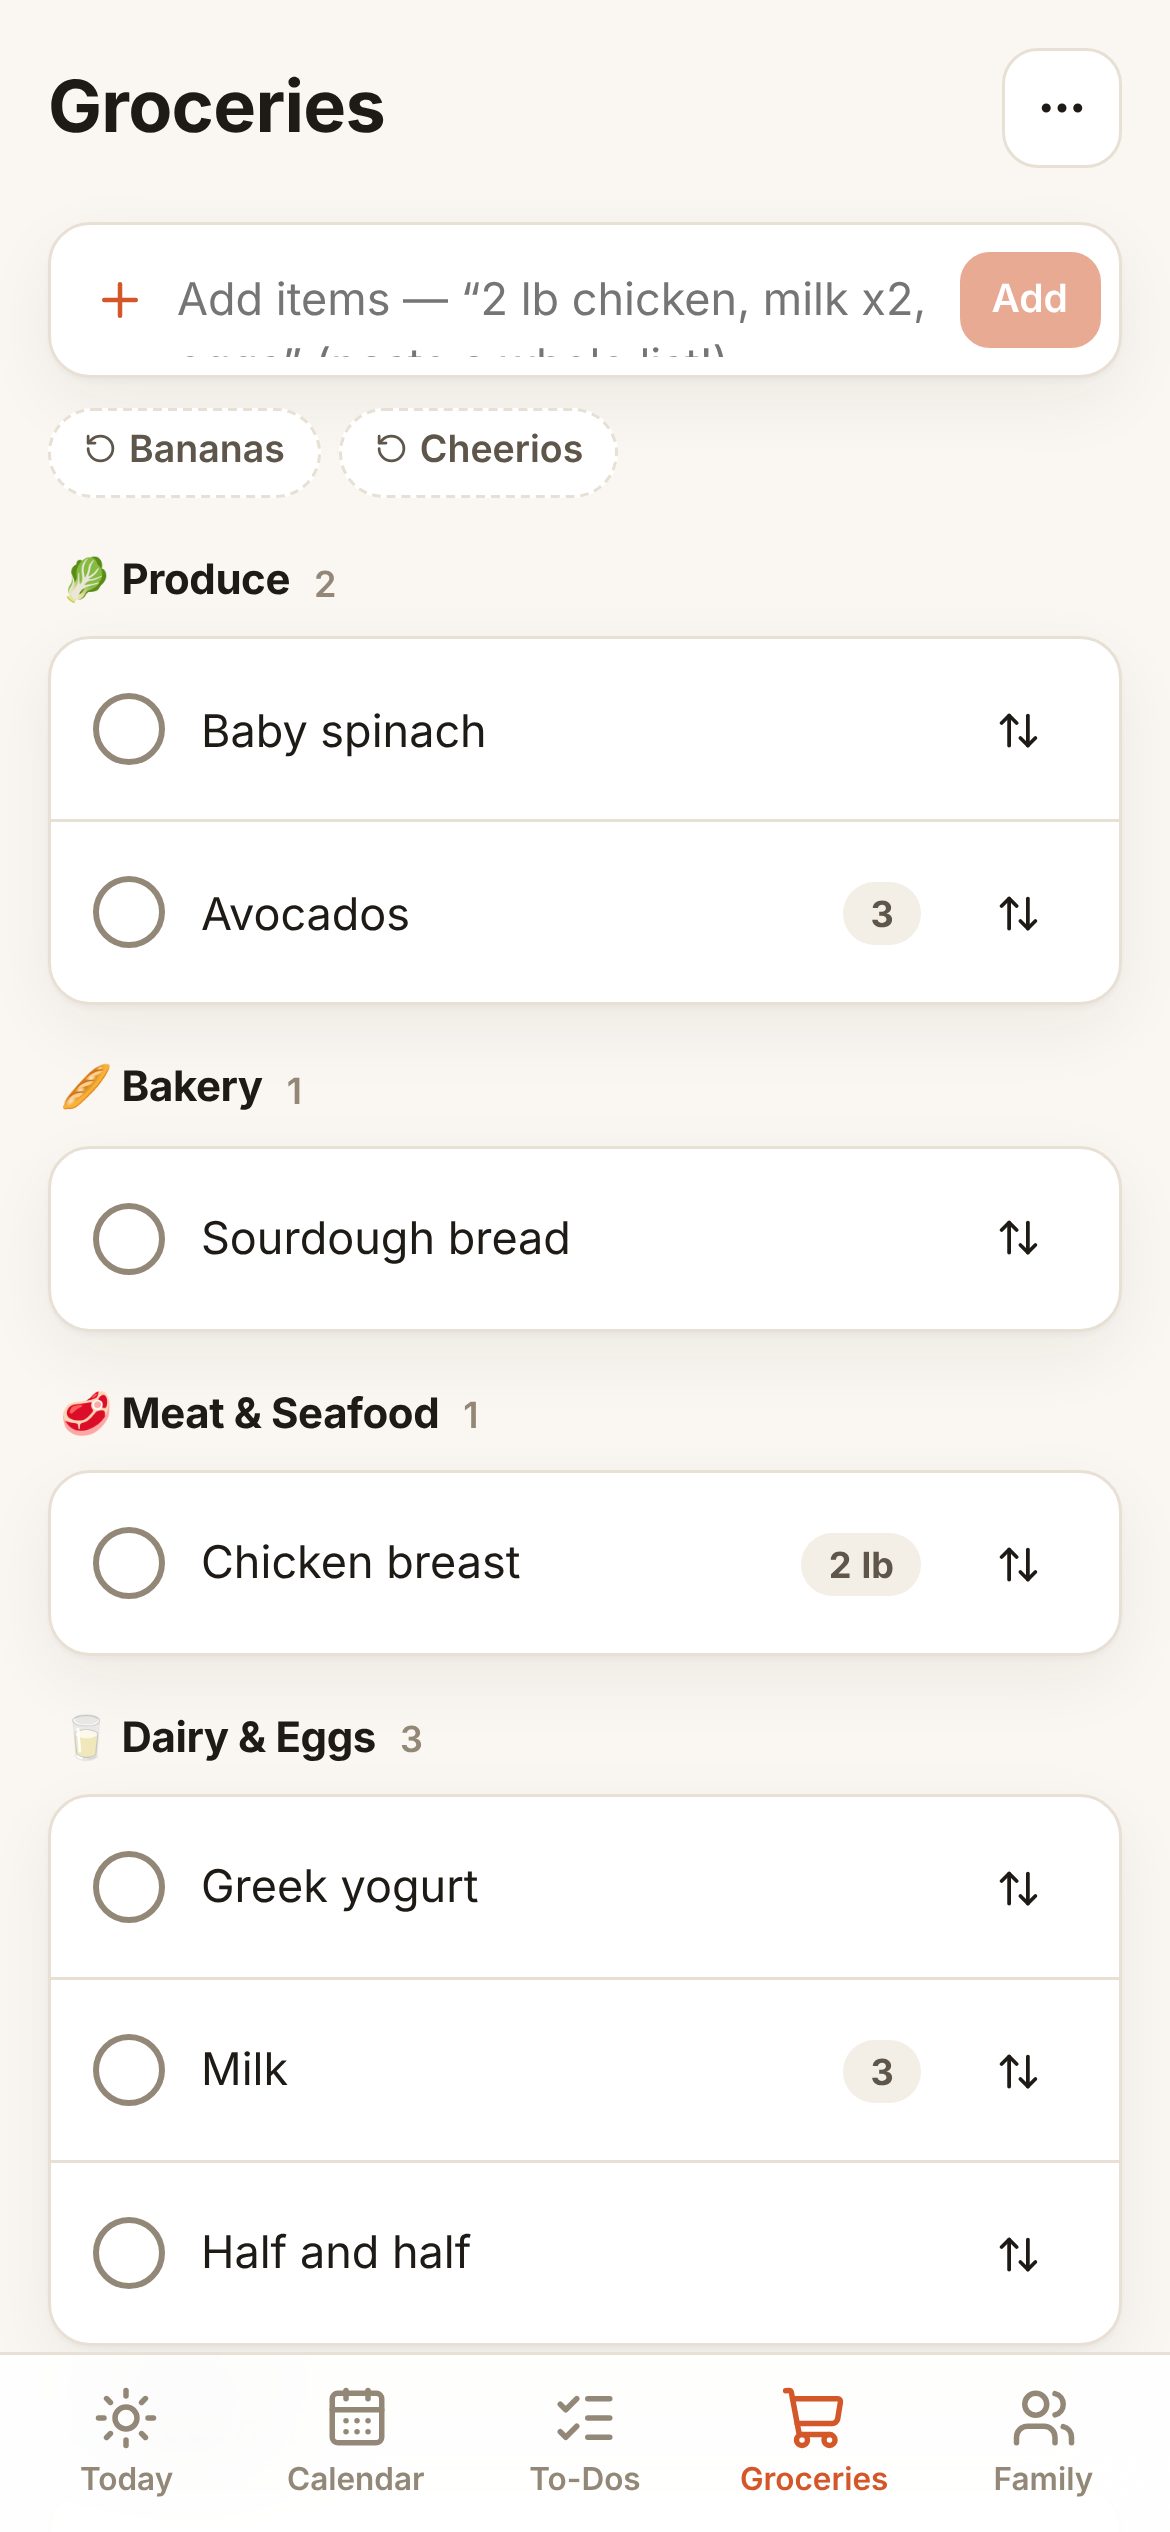 Groceries
Add items — “2 lb chicken, milk x2,
Add
Bananas
Cheerios
Produce 2
Baby spinach
Avocados 3
Bakery 1
Sourdough bread
Meat & Seafood 1
Chicken breast 2 lb
Dairy & Eggs 3
Greek yogurt
Milk 3
Half and half
Today
Calendar
To-Dos
Groceries
Family